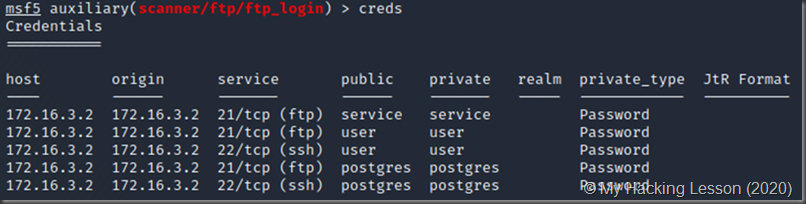 msf5 auxiliary(scanner/ftp/ftp_login) > creds
Credentials
===========
host origin service public private realm private_type JtR Format
---- ------ ------- ------ ------- ----- ------------ ----------
172.16.3.2 172.16.3.2 21/tcp (ftp) service service Password
172.16.3.2 172.16.3.2 21/tcp (ftp) user user Password
172.16.3.2 172.16.3.2 22/tcp (ssh) user user Password
172.16.3.2 172.16.3.2 21/tcp (ftp) postgres postgres Password
172.16.3.2 172.16.3.2 22/tcp (ssh) postgres postgres Password
© My Hacking Lesson (2020)